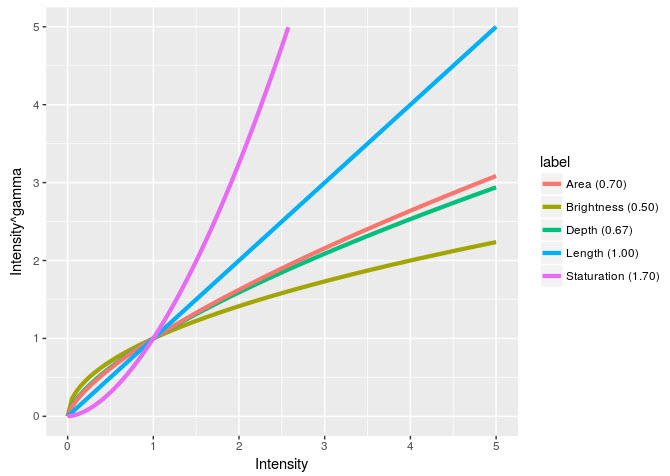 5
4
3
2
1
0
Intensity^gamma
0 1 2 3 4 5
Intensity
label
Area (0.70)
Brightness (0.50)
Depth (0.67)
Length (1.00)
Staturation (1.70)